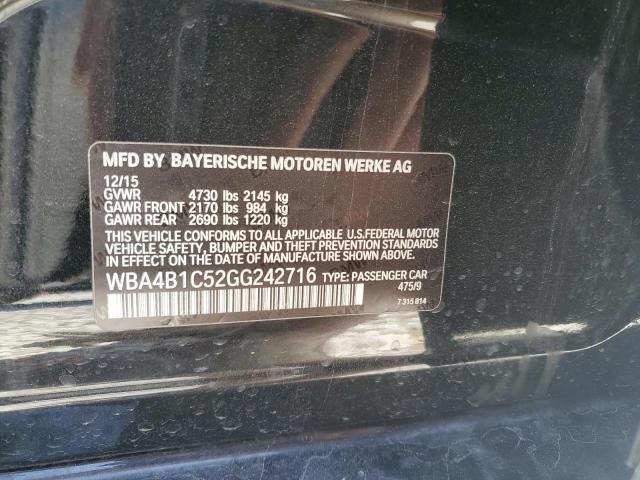 MFD BY BAYERISCHE MOTOREN WERKE AG
12/15
GVWR 4730 lbs 2145 kg
GAWR FRONT 2170 lbs 984 kg
GAWR REAR 2690 lbs 1220 kg
THIS VEHICLE CONFORMS TO ALL APPLICABLE U.S.FEDERAL MOTOR
VEHICLE SAFETY, BUMPER AND THEFT PREVENTION STANDARDS
IN EFFECT ON THE DATE OF MANUFACTURE SHOWN ABOVE.
WBA4B1C52GG242716 TYPE: PASSENGER CAR
475/9
7 315 814